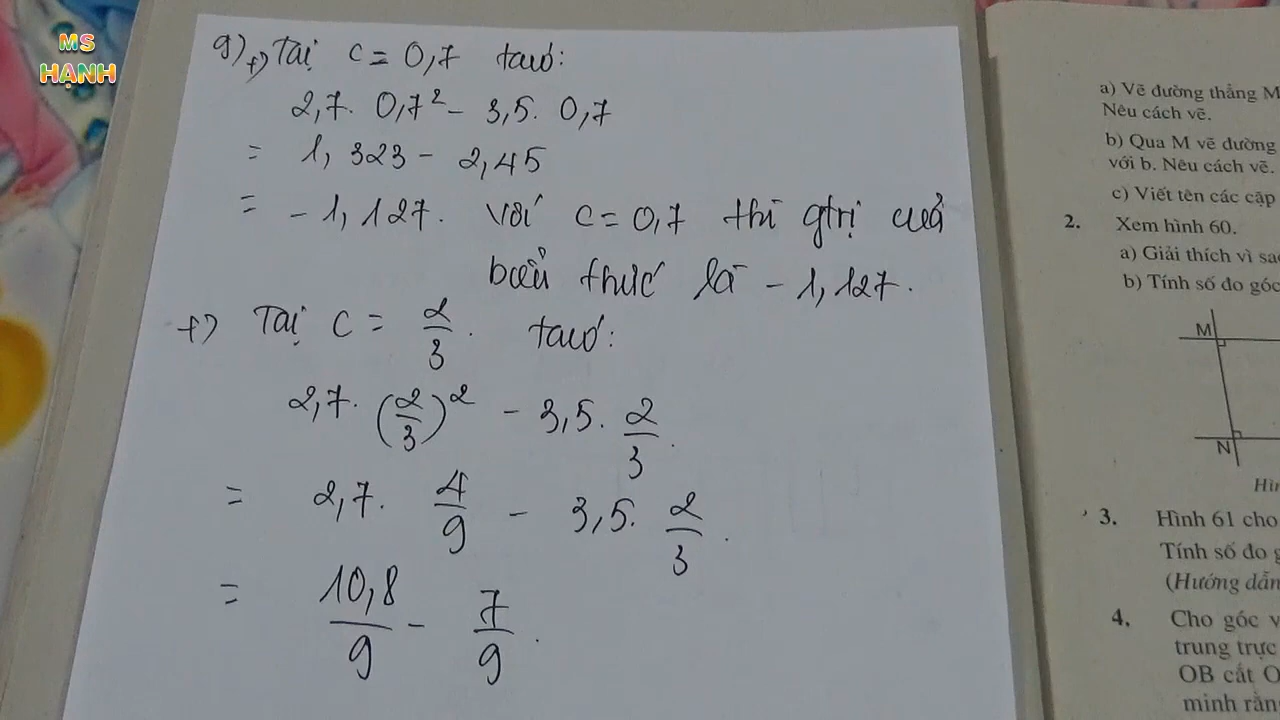 MS
HẠNH
g) +) Tại c = 0,7 ta có:
2,7. 0,7² - 3,5. 0,7
= 1,323 - 2,45
= -1,127. Với c = 0,7 thì gtrị của
biểu thức là -1,127.
+) Tại c = 2/3. ta có:
2,7. (2/3)² - 3,5. 2/3.
= 2,7. 4/9 - 3,5. 2/3.
= 10,8/9 - 7/9.
a) Vẽ đường thẳng M
Nêu cách vẽ.
b) Qua M vẽ đường
với b. Nêu cách vẽ.
c) Viết tên các cặp
2. Xem hình 60.
a) Giải thích vì sa
b) Tính số đo góc
M
N
Hìn
3. Hình 61 cho
Tính số đo g
(Hướng dẫn
4. Cho góc v
trung trực
OB cắt O
minh rằn